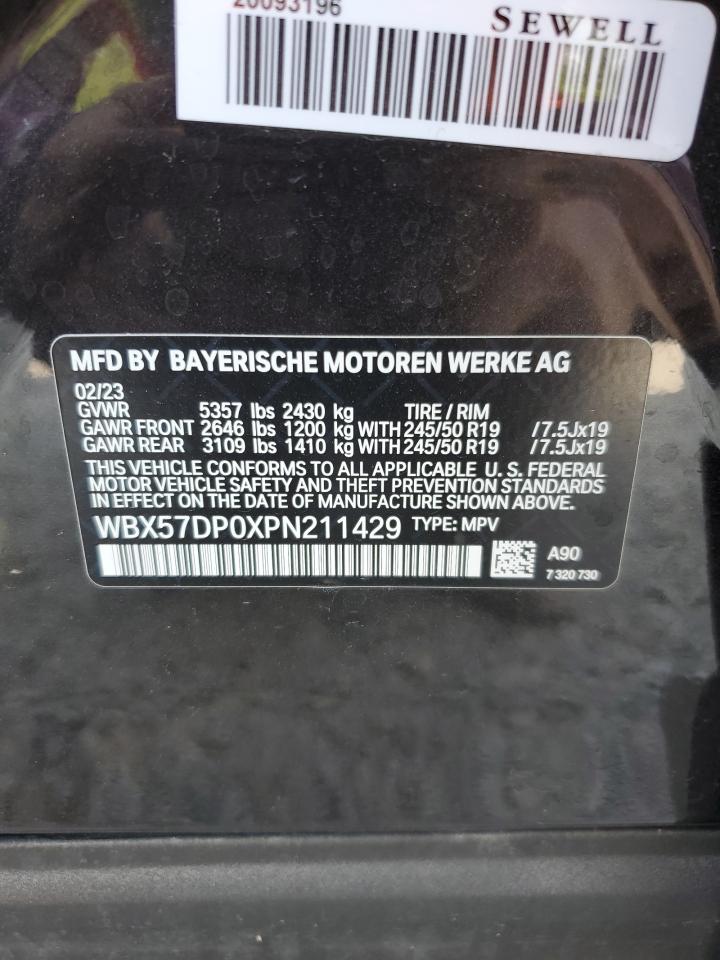 20093196 SEWELL
MFD BY BAYERISCHE MOTOREN WERKE AG
02/23
GVWR 5357 lbs 2430 kg TIRE / RIM
GAWR FRONT 2646 lbs 1200 kg WITH 245/50 R19 /7.5Jx19
GAWR REAR 3109 lbs 1410 kg WITH 245/50 R19 /7.5Jx19
THIS VEHICLE CONFORMS TO ALL APPLICABLE U. S. FEDERAL
MOTOR VEHICLE SAFETY AND THEFT PREVENTION STANDARDS
IN EFFECT ON THE DATE OF MANUFACTURE SHOWN ABOVE.
WBX57DP0XPN211429 TYPE: MPV
A90
7 320 730